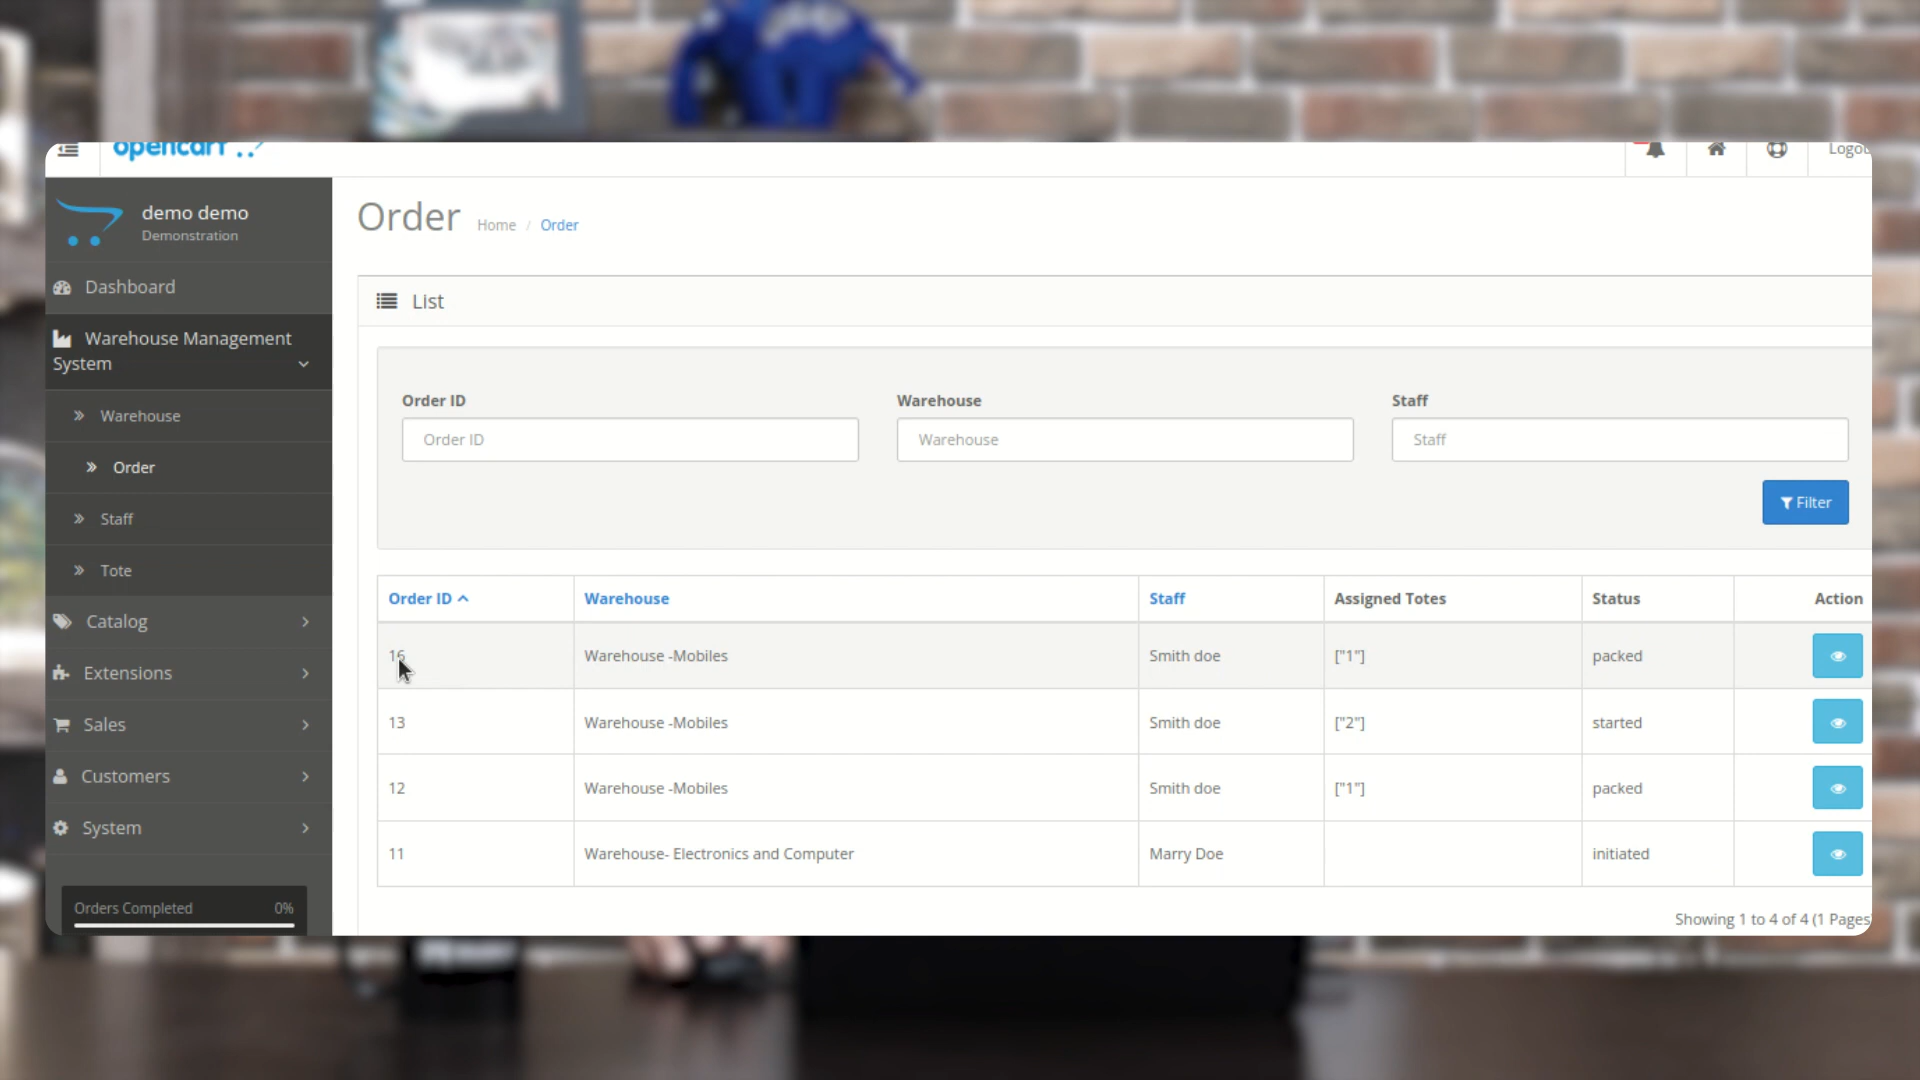 opencart
Logou
demo demo
Demonstration
Dashboard
Warehouse Management
System
Warehouse
Order
Staff
Tote
Catalog
Extensions
Sales
Customers
System
Orders Completed 0%
Order Home / Order
List
Order ID Warehouse Staff
Order ID Warehouse Staff
Filter
Order ID Warehouse Staff Assigned Totes Status Action
16 Warehouse -Mobiles Smith doe ["1"] packed
13 Warehouse -Mobiles Smith doe ["2"] started
12 Warehouse -Mobiles Smith doe ["1"] packed
11 Warehouse- Electronics and Computer Marry Doe initiated
Showing 1 to 4 of 4 (1 Pages